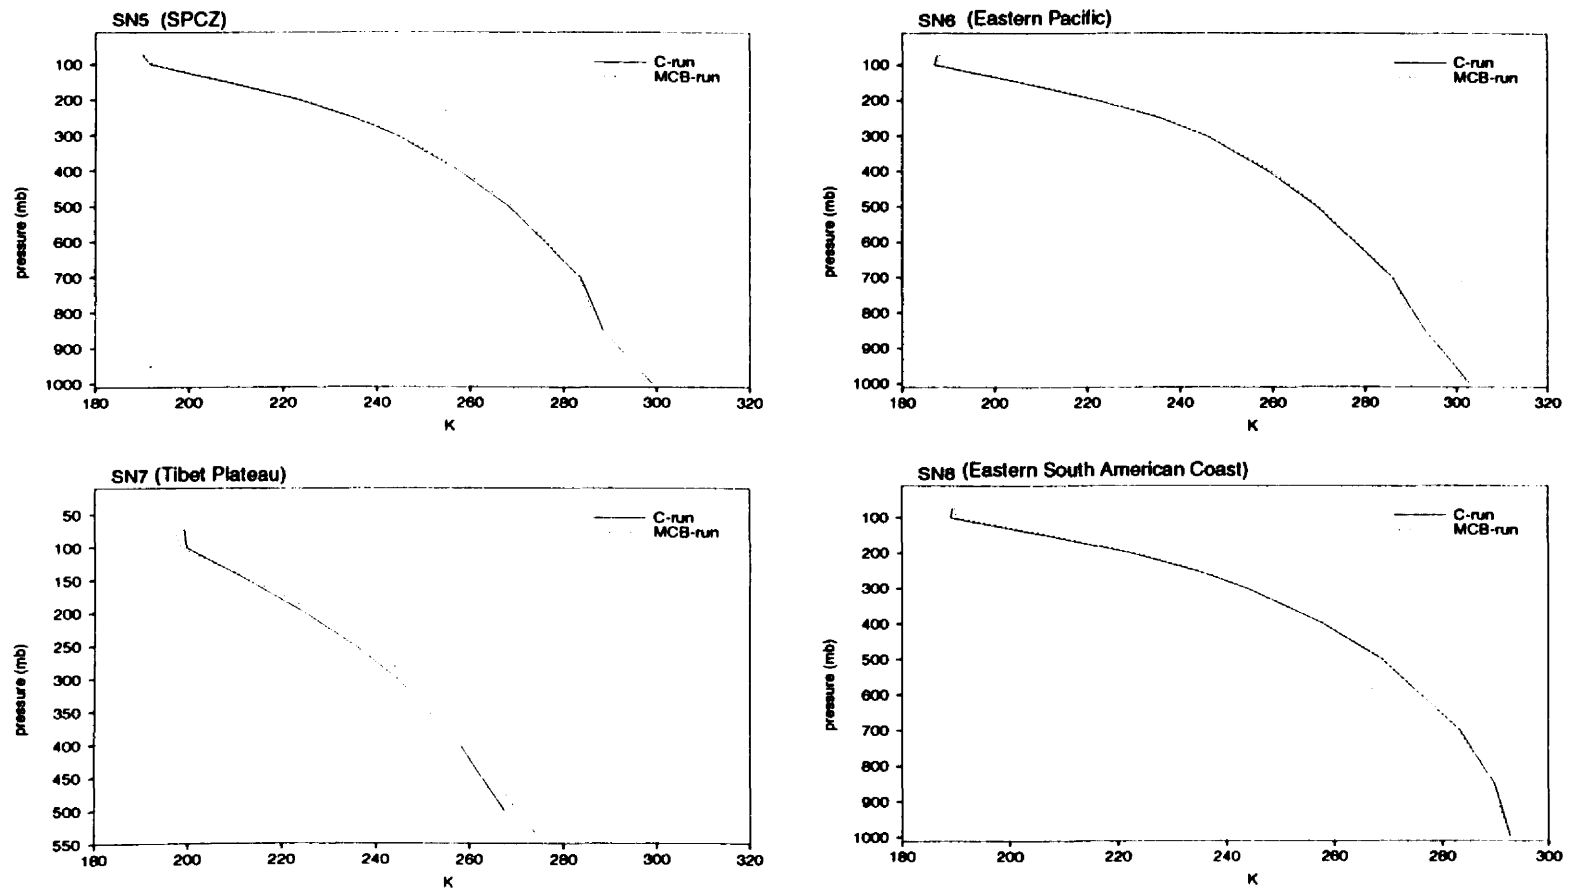 SN5 (SPCZ)
100
200
300
400
500
600
700
800
900
1000
pressure (mb)
C-run
MCB-run
180 200 220 240 260 280 300 320
K
SN6 (Eastern Pacific)
100
200
300
400
500
600
700
800
900
1000
pressure (mb)
C-run
MCB-run
180 200 220 240 260 280 300 320
K
SN7 (Tibet Plateau)
50
100
150
200
250
300
350
400
450
500
550
pressure (mb)
C-run
MCB-run
180 200 220 240 260 280 300 320
K
SN8 (Eastern South American Coast)
100
200
300
400
500
600
700
800
900
1000
pressure (mb)
C-run
MCB-run
180 200 220 240 260 280 300
K